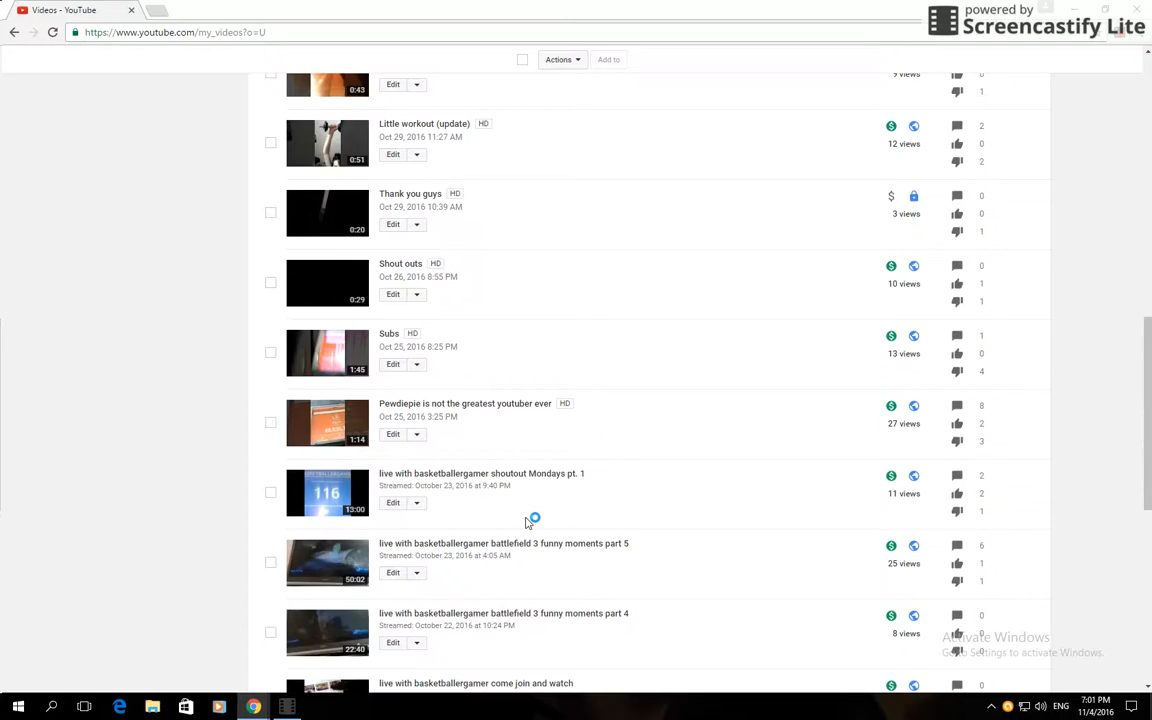 Videos - YouTube
powered by
Screencastify Lite
https://www.youtube.com/my_videos?o=U
Actions
Add to
0:43
Edit
9 views
0
1
Little workout (update) HD
Oct 29, 2016 11:27 AM
0:51
Edit
12 views
2
0
2
Thank you guys HD
Oct 29, 2016 10:39 AM
0:20
Edit
3 views
0
0
1
Shout outs HD
Oct 26, 2016 8:55 PM
0:29
Edit
10 views
0
1
1
Subs HD
Oct 25, 2016 8:25 PM
1:45
Edit
13 views
1
0
4
Pewdiepie is not the greatest youtuber ever HD
Oct 25, 2016 3:25 PM
1:14
Edit
27 views
8
2
3
live with basketballergamer shoutout Mondays pt. 1
Streamed: October 23, 2016 at 9:40 PM
116
13:00
Edit
11 views
2
2
1
live with basketballergamer battlefield 3 funny moments part 5
Streamed: October 23, 2016 at 4:05 AM
50:02
Edit
25 views
6
1
1
live with basketballergamer battlefield 3 funny moments part 4
Streamed: October 22, 2016 at 10:24 PM
22:40
Edit
8 views
0
0
0
Activate Windows
Go to Settings to activate Windows.
live with basketballergamer come join and watch
0
ENG
7:01 PM
11/4/2016